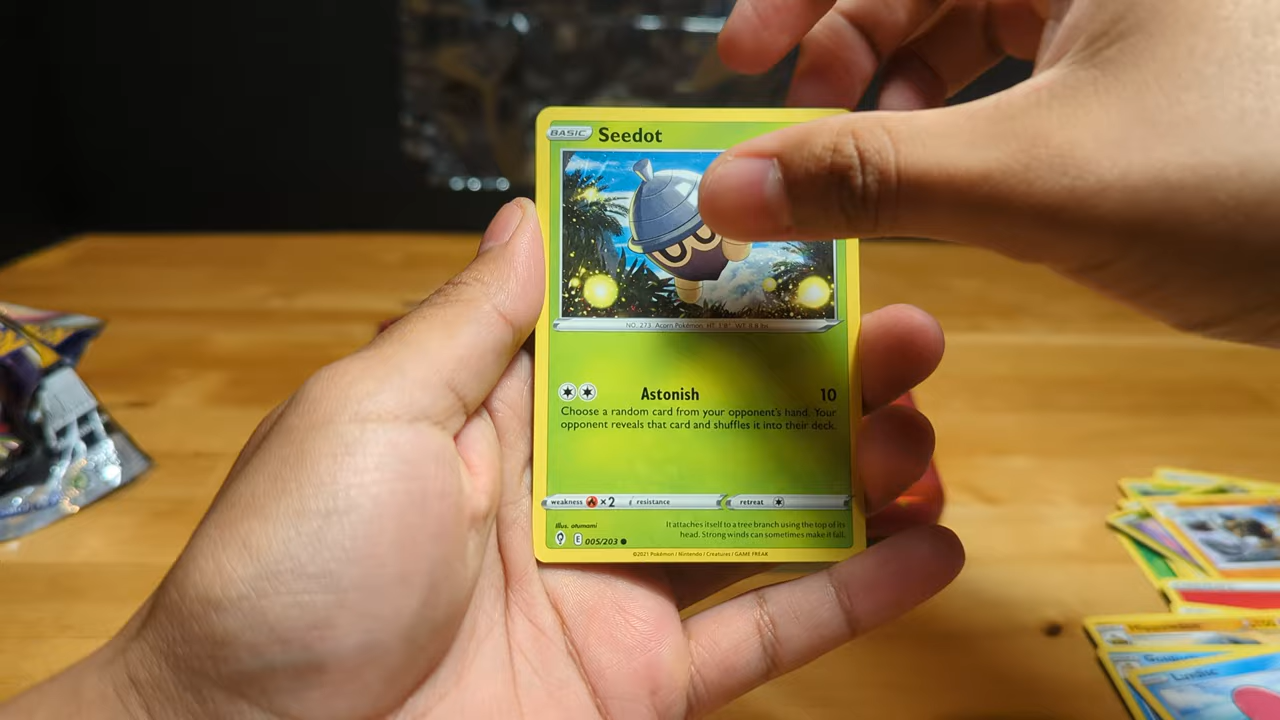 BASIC Seedot
NO. 273. Acorn Pokémon. HT. 1'8". WT. 8.8 lbs.
Astonish 10
Choose a random card from your opponent's hand. Your
opponent reveals that card and shuffles it into their deck.
weakness ×2 resistance retreat
Illus. otumami
It attaches itself to a tree branch using the top of its
head. Strong winds can sometimes make it fall.
E 005/203
©2021 Pokémon / Nintendo / Creatures / GAME FREAK
Luvdisc